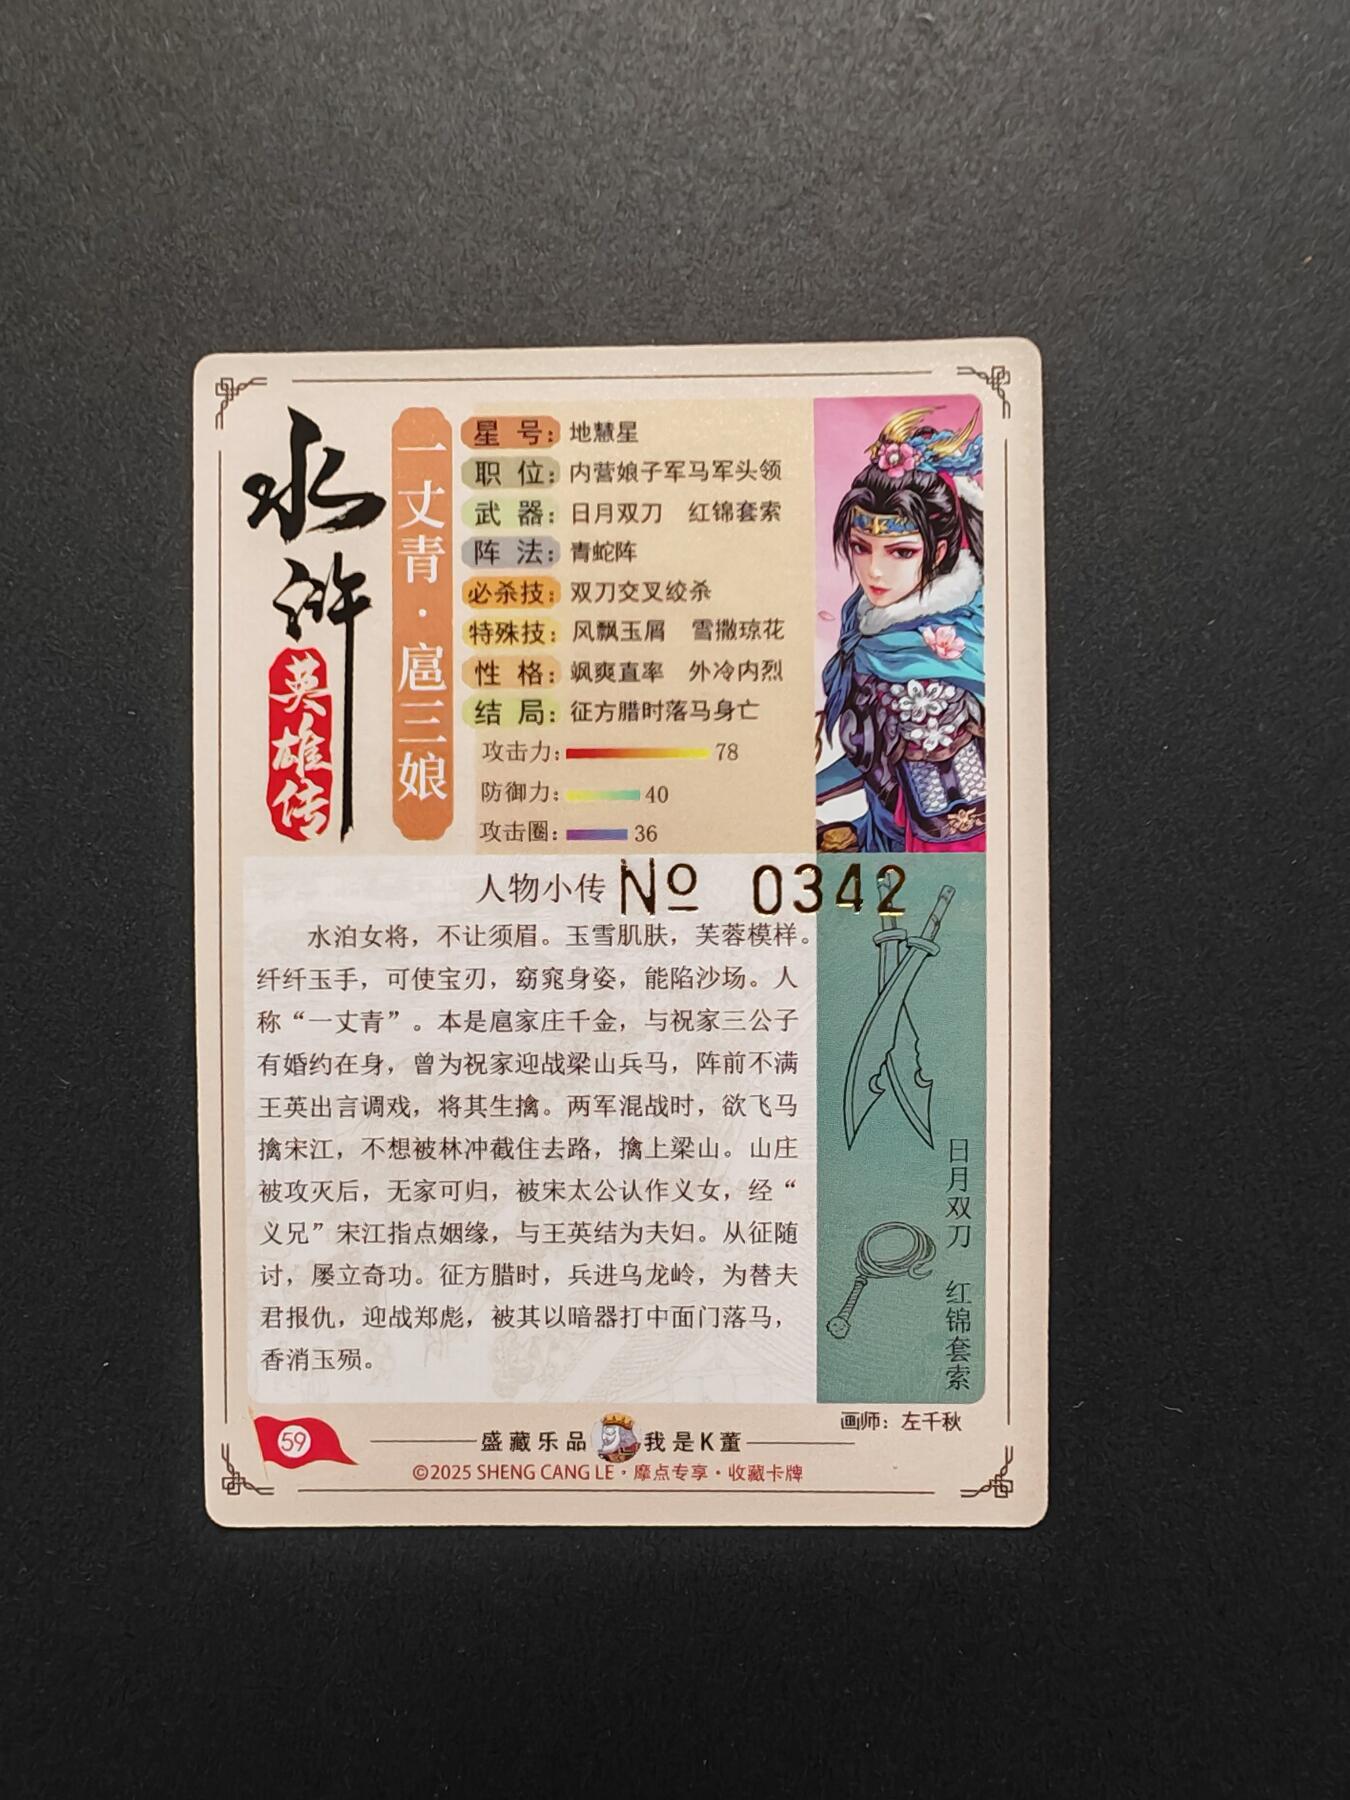 水浒
英雄传
一丈青·扈三娘
星号：地慧星
职位：内营娘子军马军头领
武器：日月双刀 红锦套索
阵法：青蛇阵
必杀技：双刀交叉绞杀
特殊技：风飘玉屑 雪撒琼花
性格：飒爽直率 外冷内烈
结局：征方腊时落马身亡
攻击力：78
防御力：40
攻击圈：36
人物小传
No 0342
水泊女将，不让须眉。玉雪肌肤，芙蓉模样。
纤纤玉手，可使宝刃，窈窕身姿，能陷沙场。人
称“一丈青”。本是扈家庄千金，与祝家三公子
有婚约在身，曾为祝家迎战梁山兵马，阵前不满
王英出言调戏，将其生擒。两军混战时，欲飞马
擒宋江，不想被林冲截住去路，擒上梁山。山庄
被攻灭后，无家可归，被宋太公认作义女，经“
义兄”宋江指点姻缘，与王英结为夫妇。从征随
讨，屡立奇功。征方腊时，兵进乌龙岭，为替夫
君报仇，迎战郑彪，被其以暗器打中面门落马，
香消玉殒。
日月双刀 红锦套索
画师：左千秋
59
盛藏乐品 我是K董
©2025 SHENG CANG LE·摩点专享·收藏卡牌